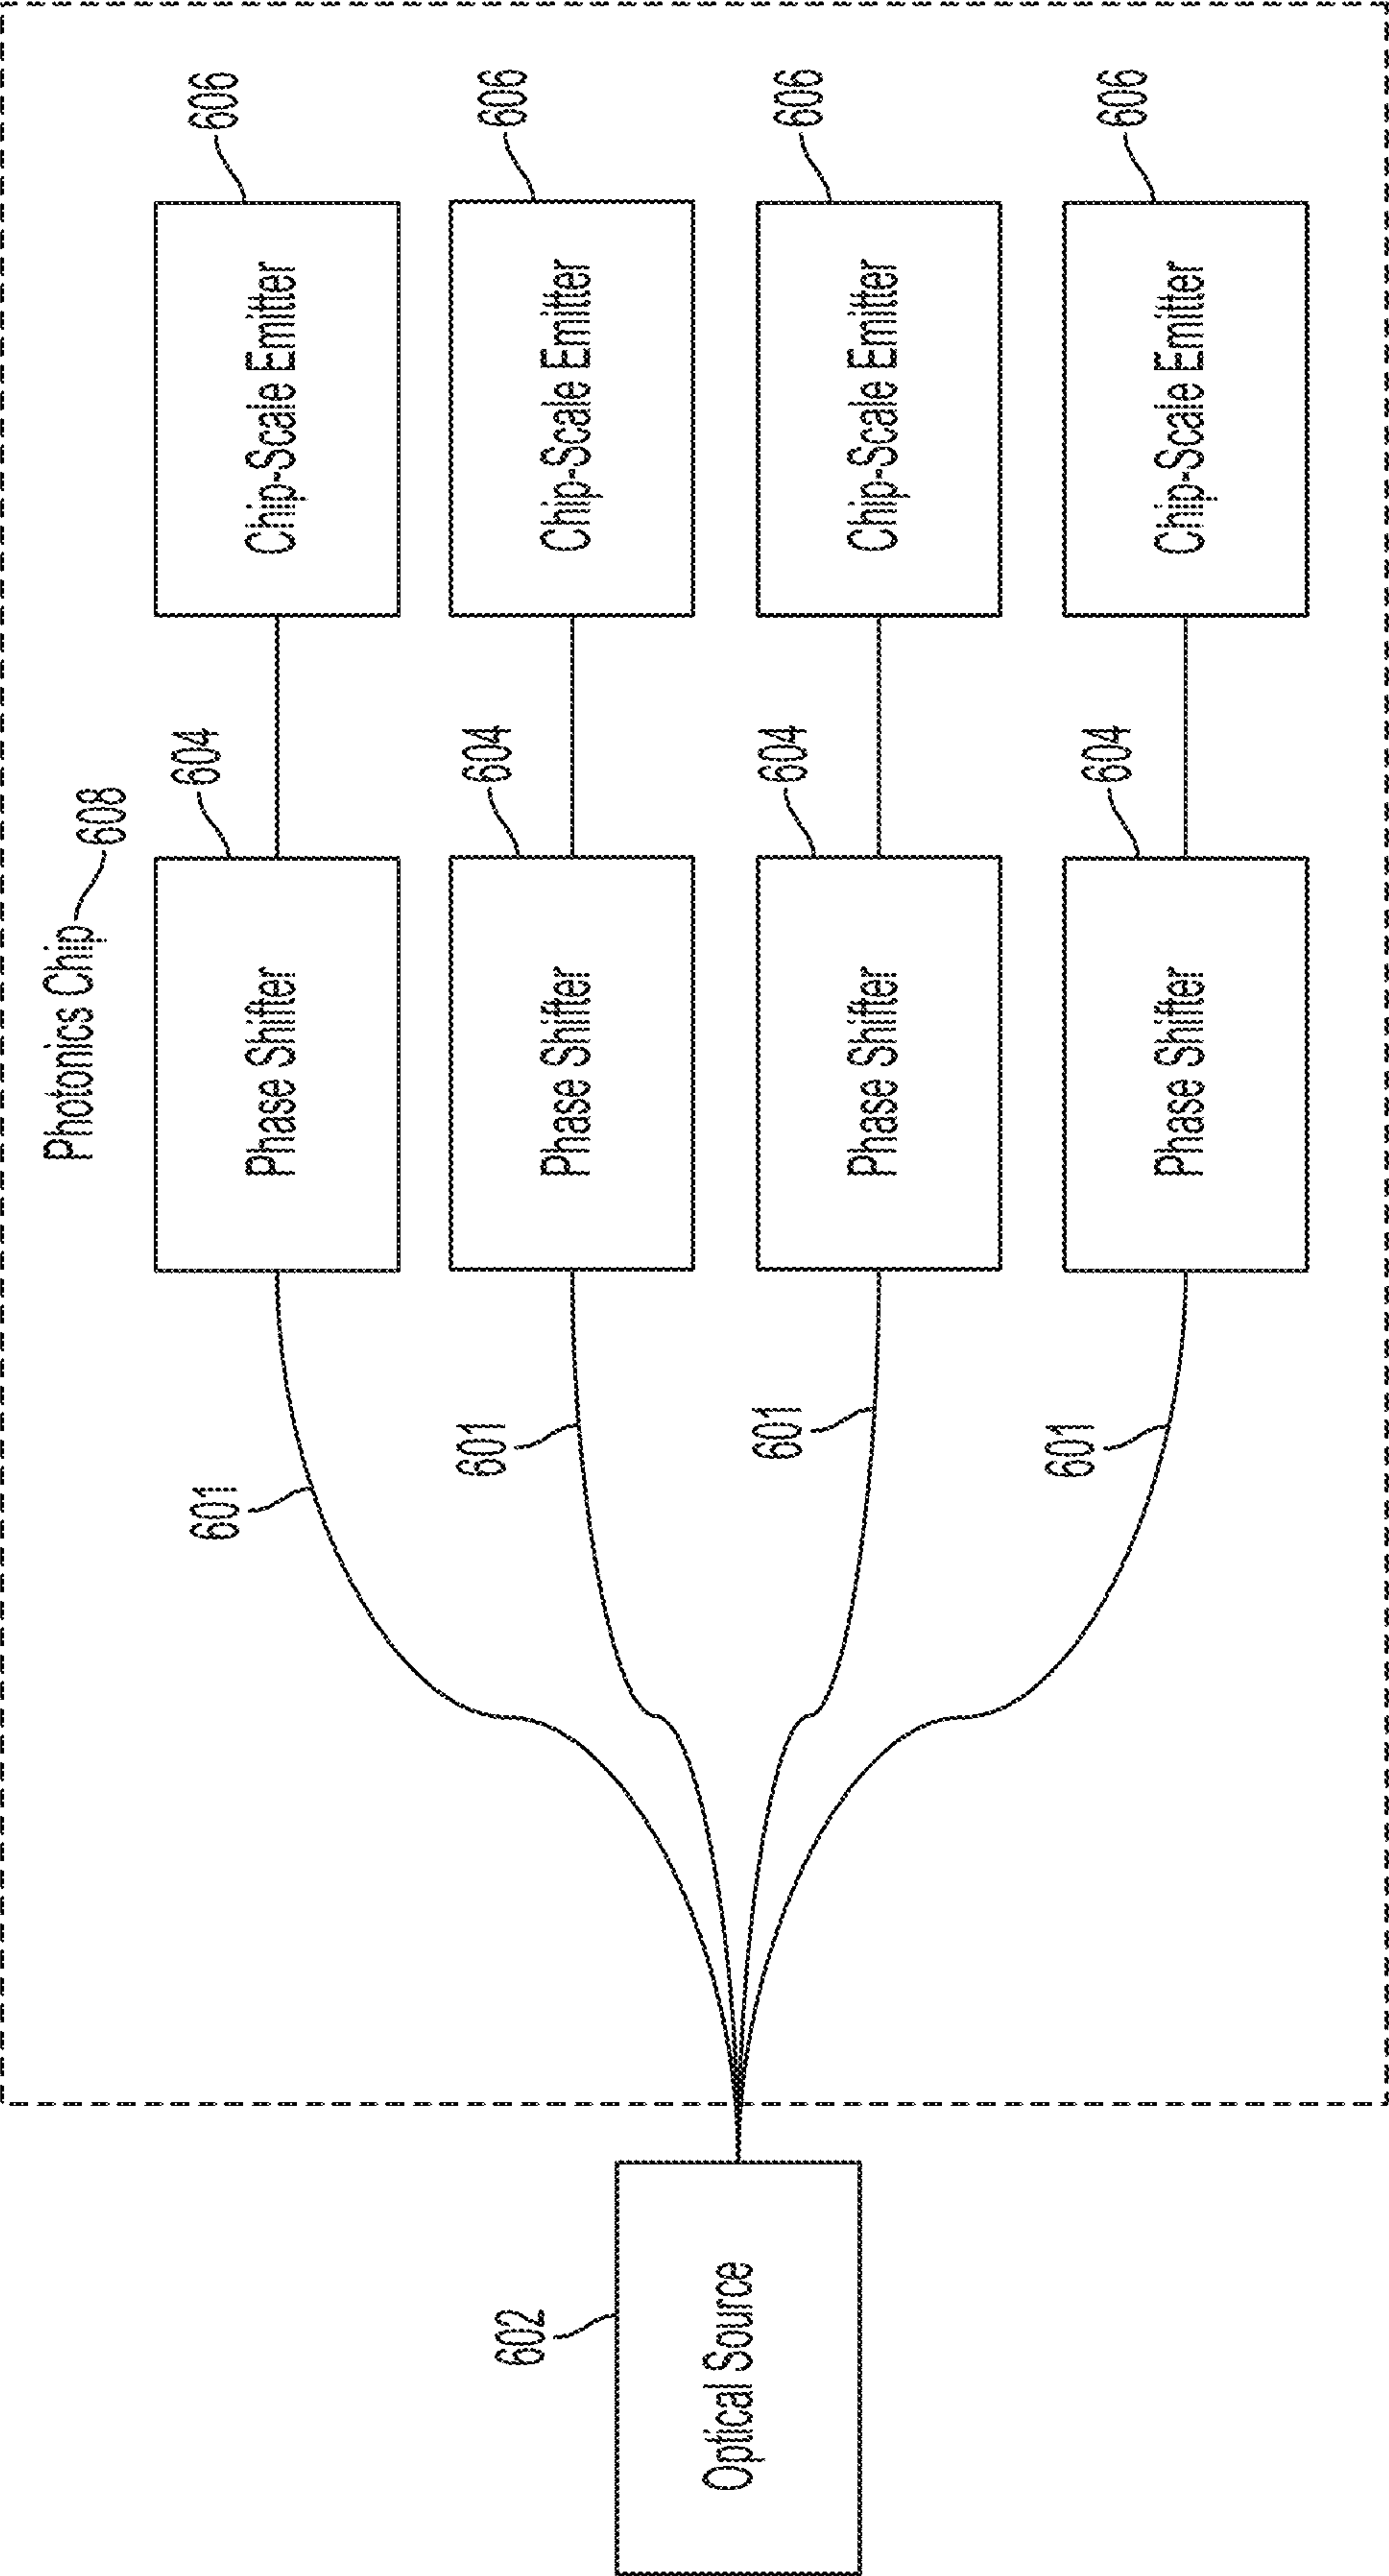 Photonics Chip 608
601
604
606
Phase Shifter
Chip-Scale Emitter
601
604
606
Phase Shifter
Chip-Scale Emitter
602
Optical Source
601
604
606
Phase Shifter
Chip-Scale Emitter
601
604
606
Phase Shifter
Chip-Scale Emitter